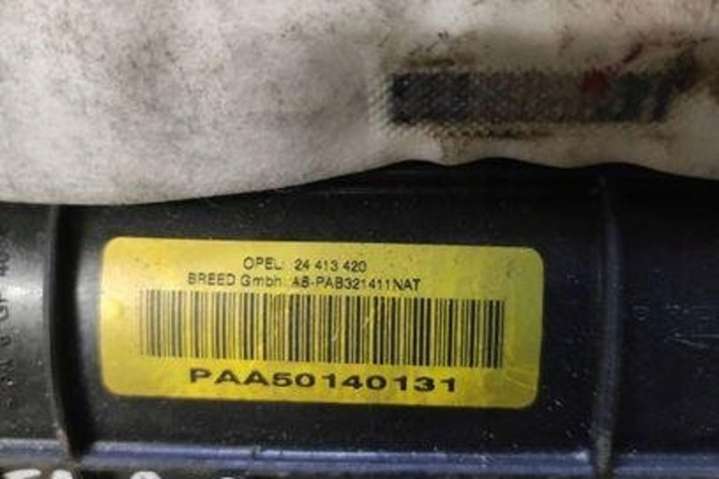 OPEL: 24 413 420
BREED Gmbh: AB-PAB321411NAT
PAA50140131